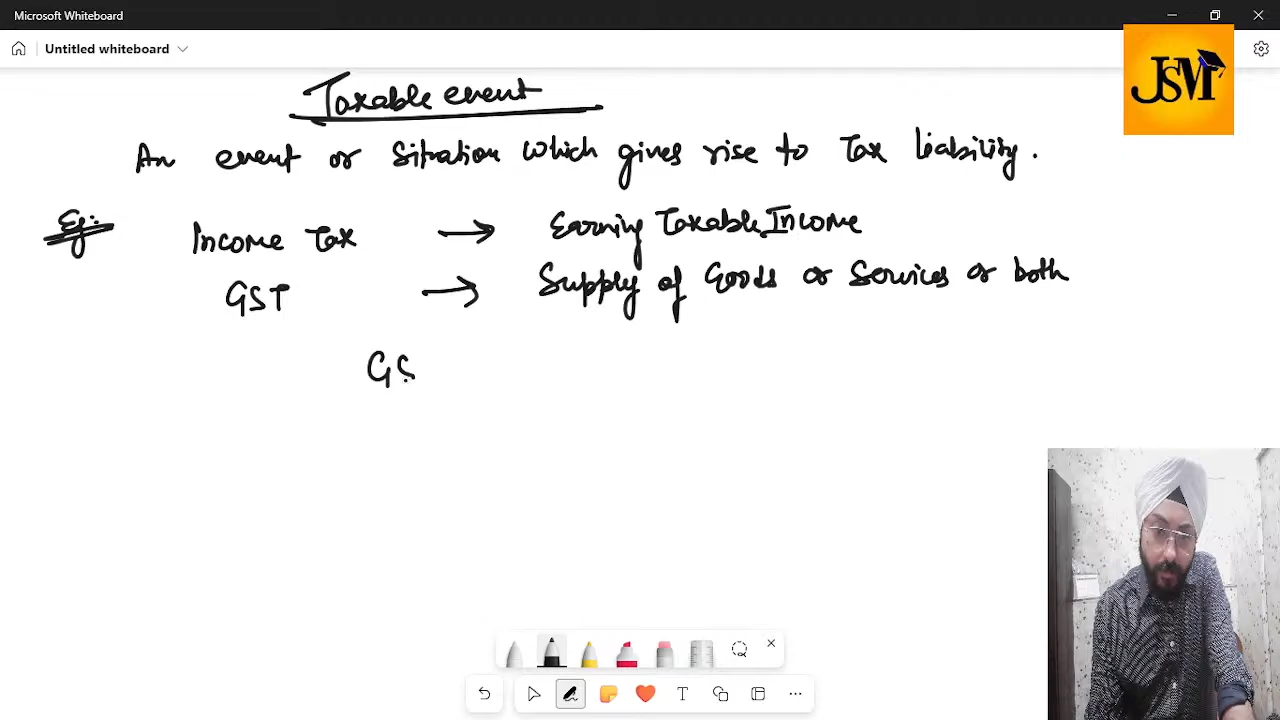 Microsoft Whiteboard
Untitled whiteboard
JSM
Taxable event
An event or Sitration which gives rise to Tax liability.
Eg:-
Income Tax → Earning Taxable Income
GST → Supply of Goods or Services or both
GS
T